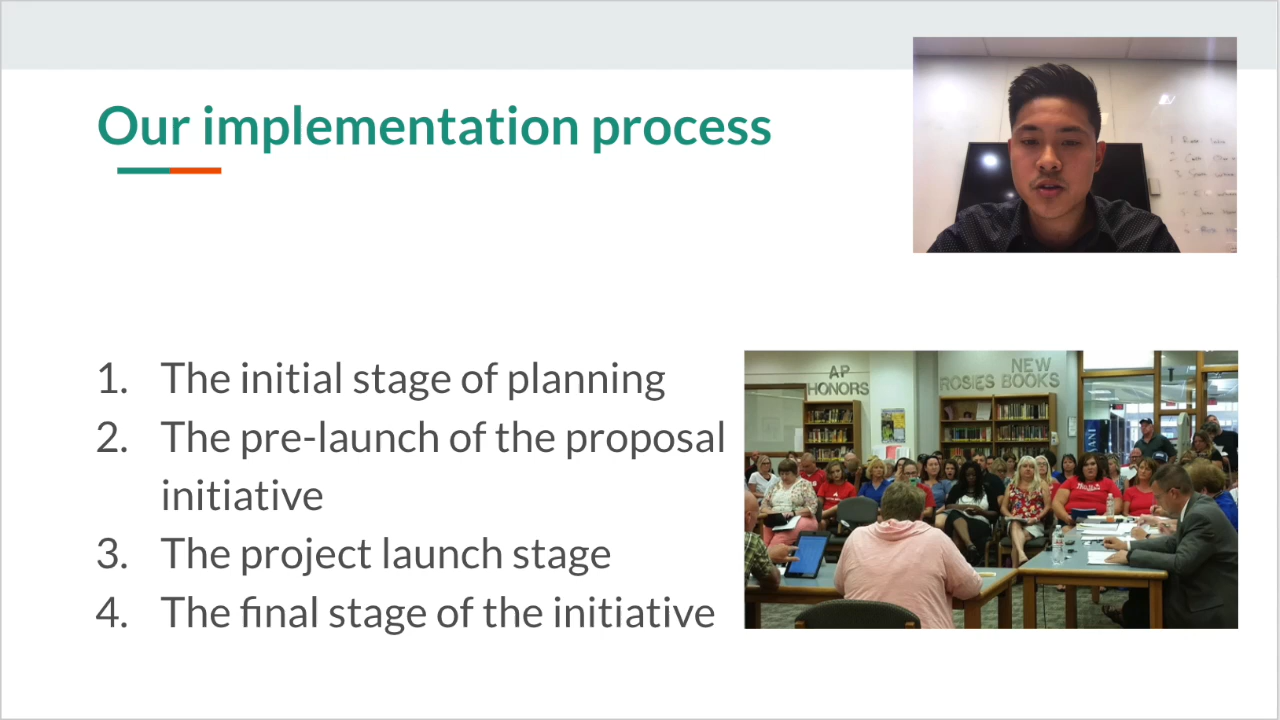 Our implementation process
1. The initial stage of planning
2. The pre-launch of the proposal
initiative
3. The project launch stage
4. The final stage of the initiative
AP
HONORS
NEW
ROSIES BOOKS